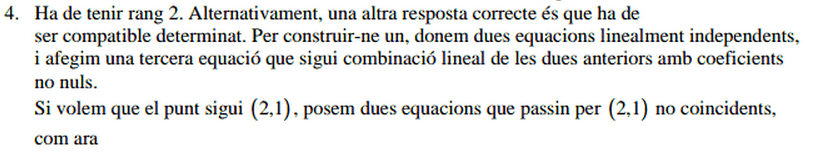 4. Ha de tenir rang 2. Alternativament, una altra resposta correcte és que ha de
ser compatible determinat. Per construir-ne un, donem dues equacions linealment independents,
i afegim una tercera equació que sigui combinació lineal de les dues anteriors amb coeficients
no nuls.
Si volem que el punt sigui (2,1), posem dues equacions que passin per (2,1) no coincidents,
com ara